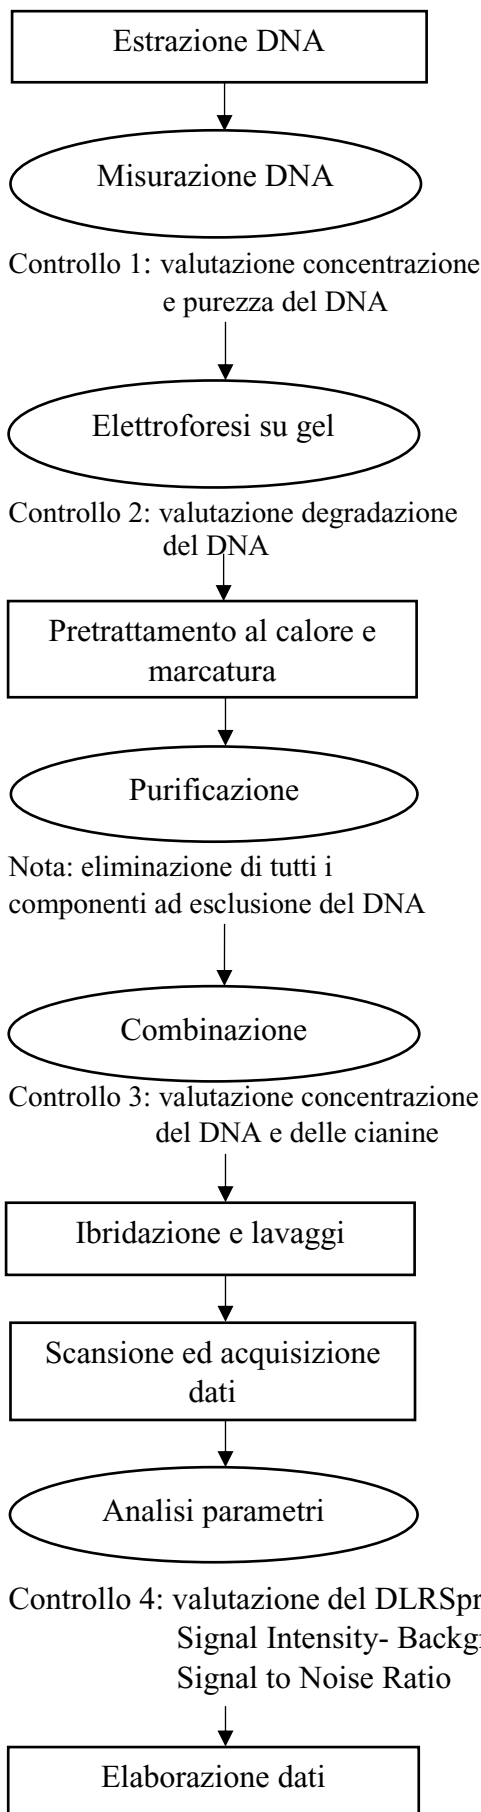 Estrazione DNA
Misurazione DNA
Controllo 1: valutazione concentrazione
e purezza del DNA
Elettroforesi su gel
Controllo 2: valutazione degradazione
del DNA
Pretrattamento al calore e
marcatura
Purificazione
Nota: eliminazione di tutti i
componenti ad esclusione del DNA
Combinazione
Controllo 3: valutazione concentrazione
del DNA e delle cianine
Ibridazione e lavaggi
Scansione ed acquisizione
dati
Analisi parametri
Controllo 4: valutazione del
Signal Intensity-
Signal to Noise Ratio
Elaborazione dati